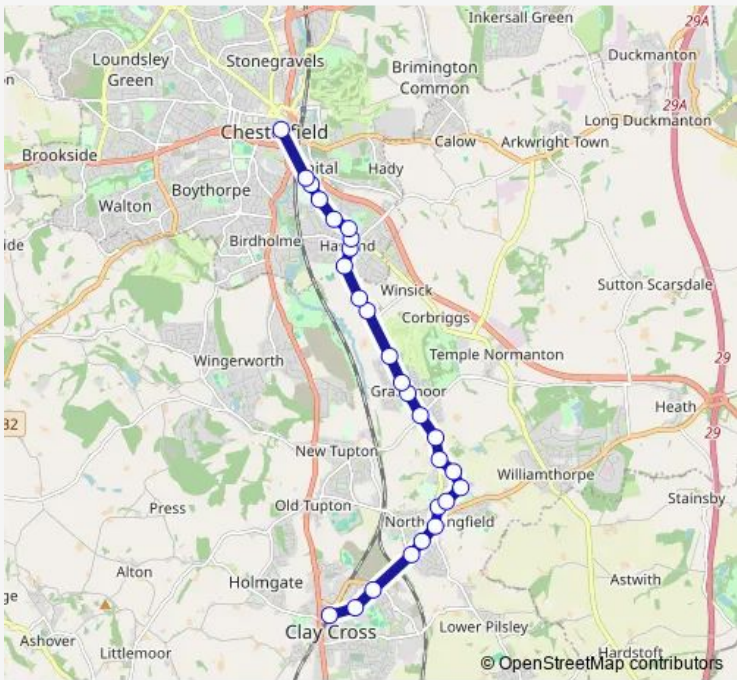 Inkersall Green
29A
Loundsley
Green
Stonegravels
Duckmanton
Brimington
Common
29A
Long Duckmanton
Calow
Arkwright Town
Brookside
Hady
Boythorpe
Walton
Birdholme
Winsick
Sutton Scarsdale
Corbriggs
Temple Normanton
29
Wingerworth
Heath
29
New Tupton
Williamthorpe
Stainsby
Press
Old Tupton
Alton
Holmgate
Astwith
Clay Cross
Lower Pilsley
Ashover
Littlemoor
Hardstoft
© OpenStreetMap contributors